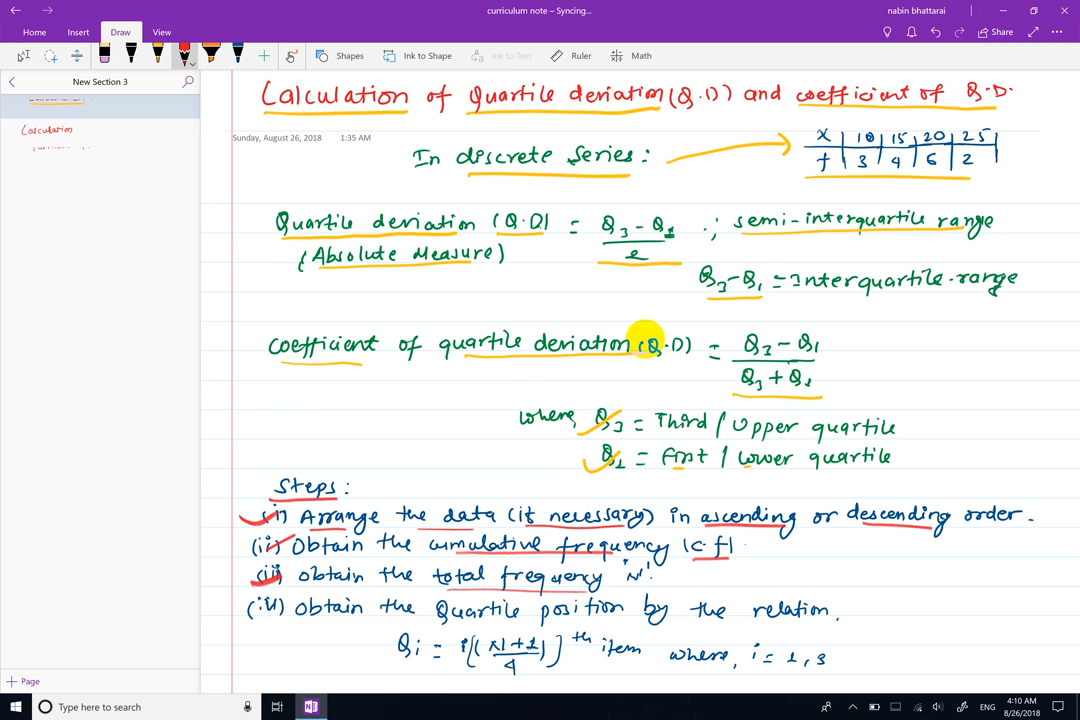 curriculum note – Syncing...
nabin bhattarai
Home Insert Draw View
Share
Shapes Ink to Shape Ink to Text Ruler Math
New Section 3
Calculation of Quartile deviation (Q.D) and coefficient of Q.D.
Calculation
Sunday, August 26, 2018 1:35 AM
In discrete Series:
x | 10 | 15 | 20 | 25
f | 3 | 4 | 6 | 2
Quartile deviation (Q.D) = Q3 - Q1 / 2 ; semi-interquartile range
(Absolute Measure)
Q3 - Q1 = Interquartile-range
coefficient of quartile deviation (Q.D) = Q3 - Q1 / Q3 + Q1
where, Q3 = Third / Upper quartile
Q1 = First / lower quartile
Steps:
(i) Arrange the data (if necessary) in ascending or descending order.
(ii) Obtain the cumulative frequency (c.f).
(iii) obtain the total frequency 'N'.
(iv) Obtain the Quartile position by the relation,
Qi = i(N+1 / 4)th item where, i = 1, 3
Page
Type here to search
ENG
4:10 AM
8/26/2018